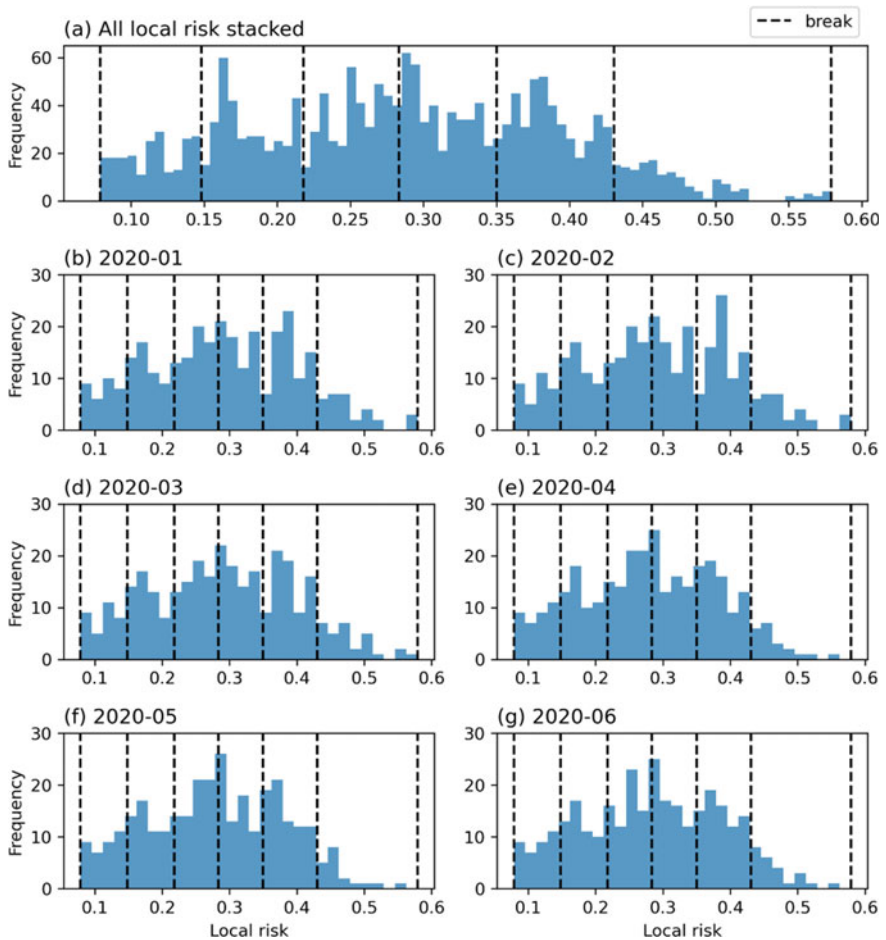 (a) All local risk stacked
break
Frequency
60
40
20
0
0.10 0.15 0.20 0.25 0.30 0.35 0.40 0.45 0.50 0.55 0.60
(b) 2020-01 (c) 2020-02
Frequency
30 30
20 20
10 10
0 0
0.1 0.2 0.3 0.4 0.5 0.6 0.1 0.2 0.3 0.4 0.5 0.6
(d) 2020-03 (e) 2020-04
Frequency
30 30
20 20
10 10
0 0
0.1 0.2 0.3 0.4 0.5 0.6 0.1 0.2 0.3 0.4 0.5 0.6
(f) 2020-05 (g) 2020-06
Frequency
30 30
20 20
10 10
0 0
0.1 0.2 0.3 0.4 0.5 0.6 0.1 0.2 0.3 0.4 0.5 0.6
Local risk Local risk